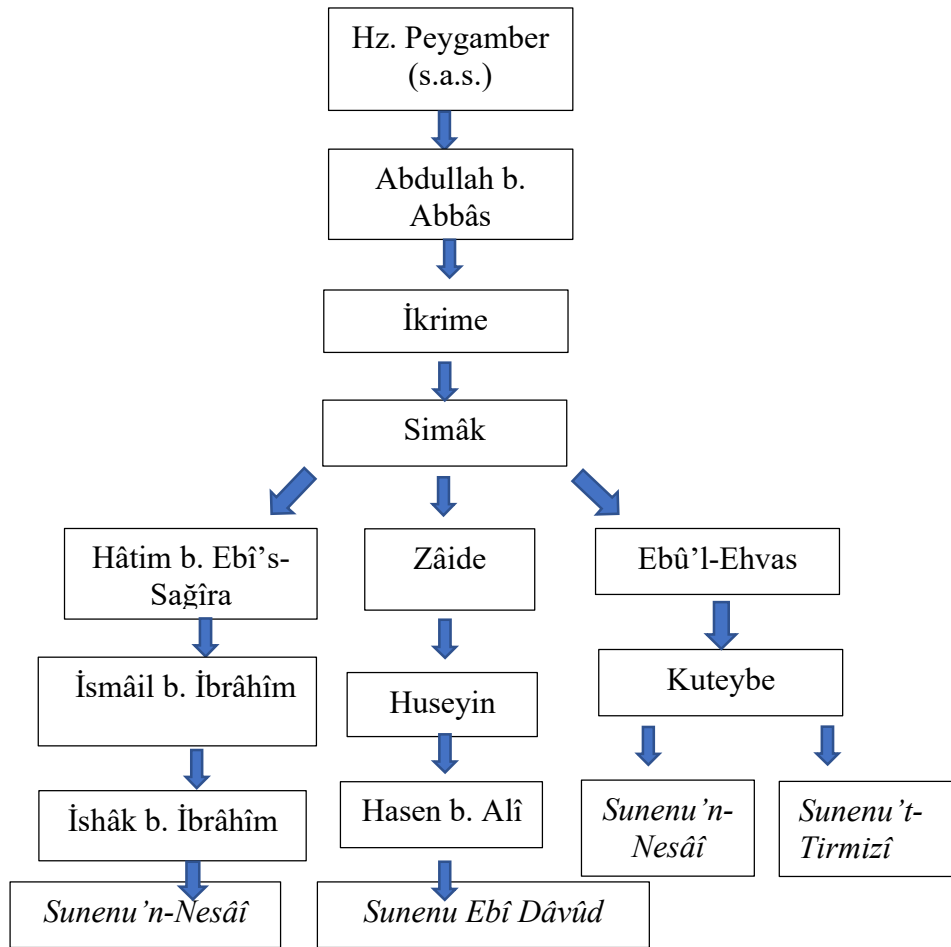 Hz. Peygamber
(s.a.s.)
Abdullah b.
Abbâs
İkrime
Simâk
Hâtim b. Ebî’s-
Sağîra
Zâide
Ebû’l-Ehvas
İsmâil b. İbrâhîm
Huseyin
Kuteybe
İshâk b. İbrâhîm
Hasen b. Alî
Sunenu’n-
Nesâî
Sunenu’t-
Tirmizî
Sunenu’n-Nesâî
Sunenu Ebî Dâvûd